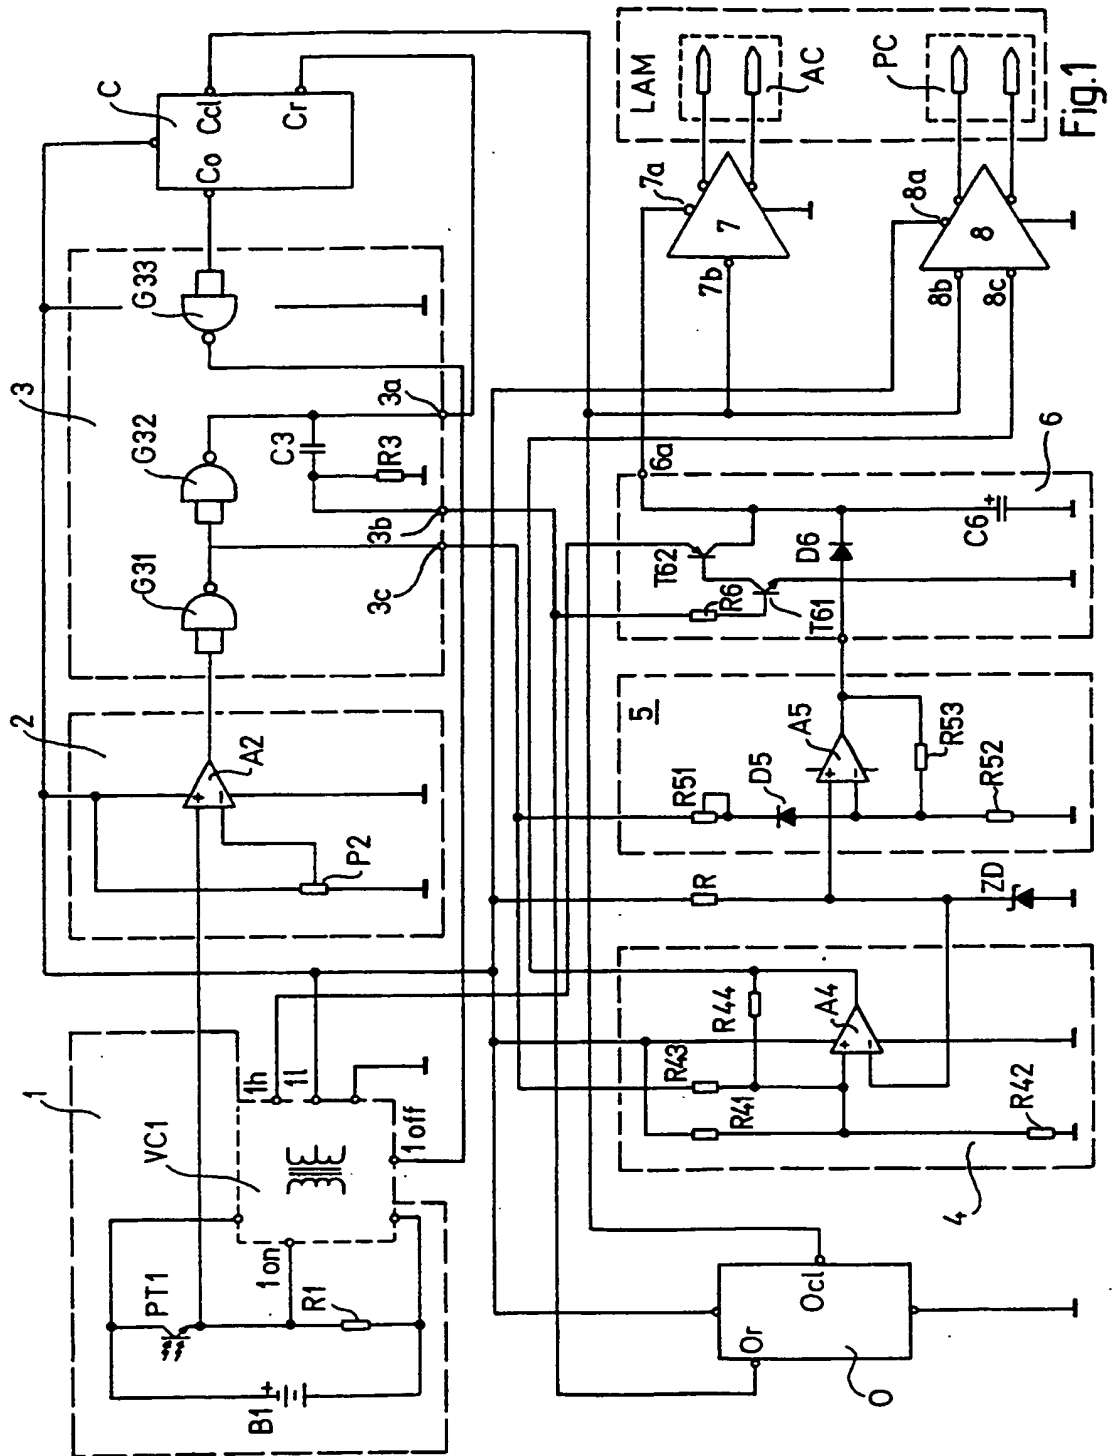 1
PT1
B1
+
VC1
1on
R1
1h
1l
1off
2
A2
+
-
P2
3
G31
G32
G33
C3
R3
3a
3b
3c
C
Co
Ccl
Cr
O
Or
Ocl
4
R41
R42
R43
R44
A4
+
-
R
ZD
5
R51
D5
A5
+
-
R53
R52
6
6a
T62
T61
R6
D6
C6
+
7
7a
7b
8
8a
8b
8c
LAM
AC
PC
Fig.1